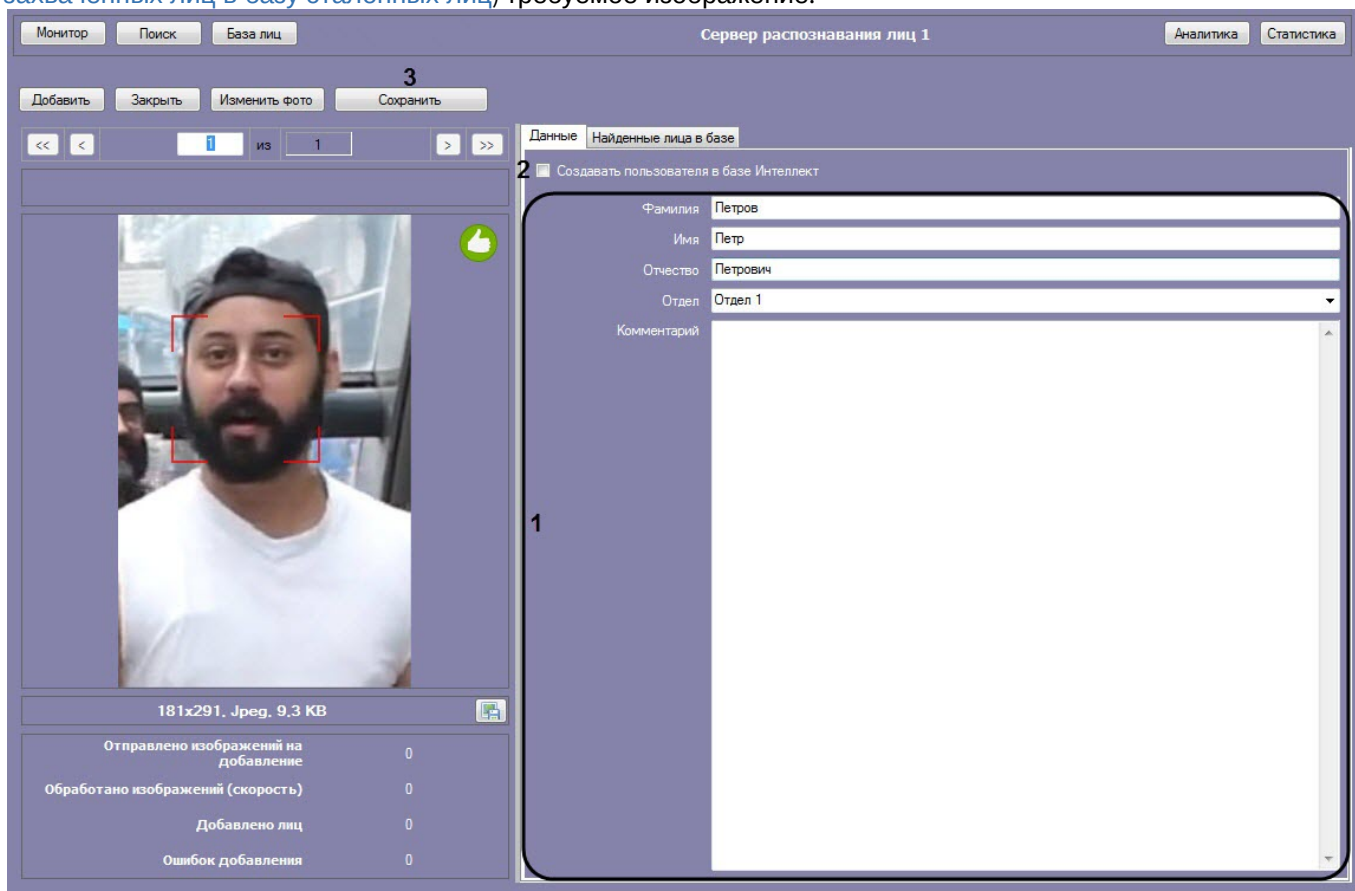 захваченных лиц в базу эталонных лиц) требуемое изображение.
Монитор Поиск База лиц Сервер распознавания лиц 1 Аналитика Статистика
3
Добавить Закрыть Изменить фото Сохранить
<< < 1 из 1 > >>
Данные Найденные лица в базе
2 Создавать пользователя в базе Интеллект
Фамилия Петров
Имя Петр
Отчество Петрович
Отдел Отдел 1
Комментарий
1
181x291, Jpeg, 9,3 KB
Отправлено изображений на
добавление 0
Обработано изображений (скорость) 0
Добавлено лиц 0
Ошибок добавления 0